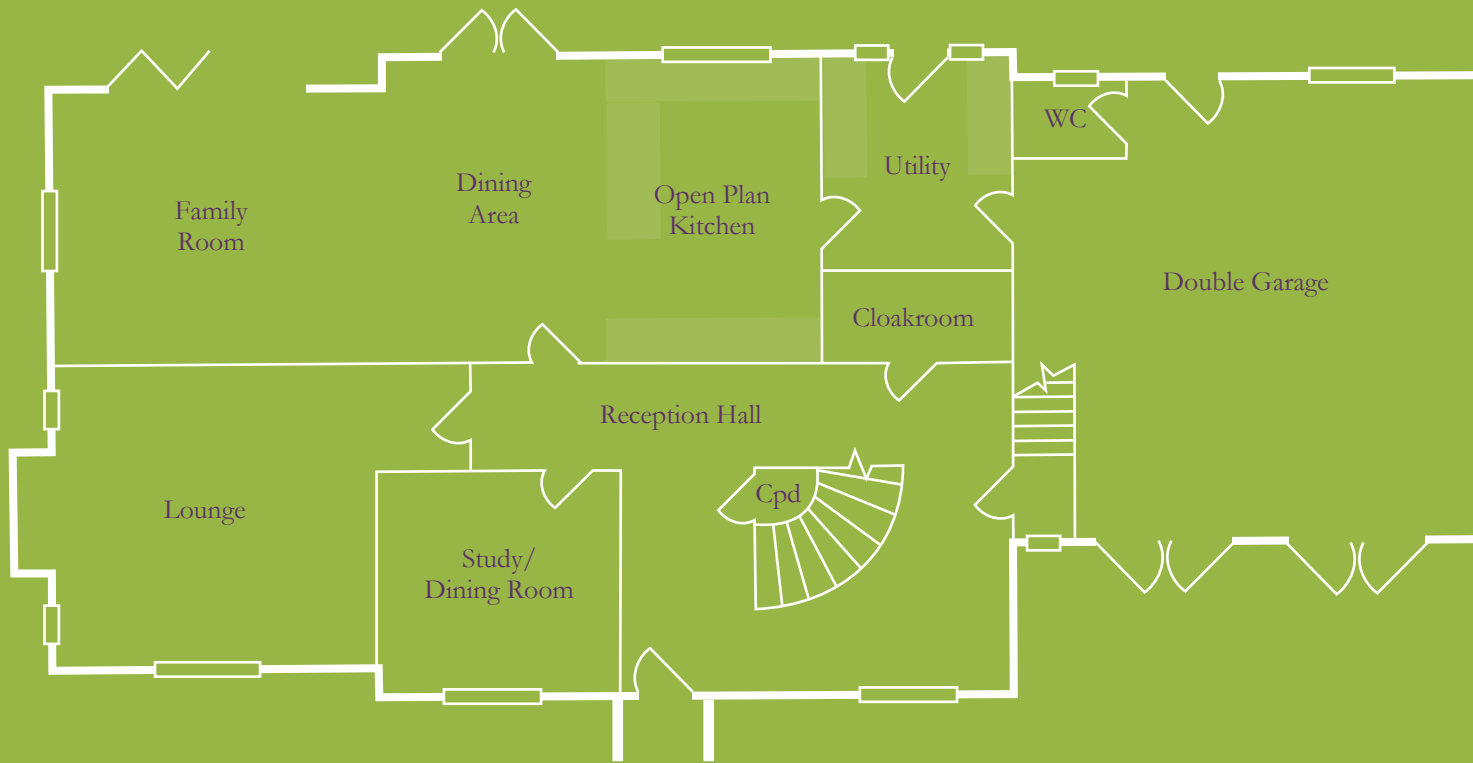 WC
Utility
Dining
Area
Open Plan
Kitchen
Family
Room
Double Garage
Cloakroom
Reception Hall
Cpd
Lounge
Study/
Dining Room